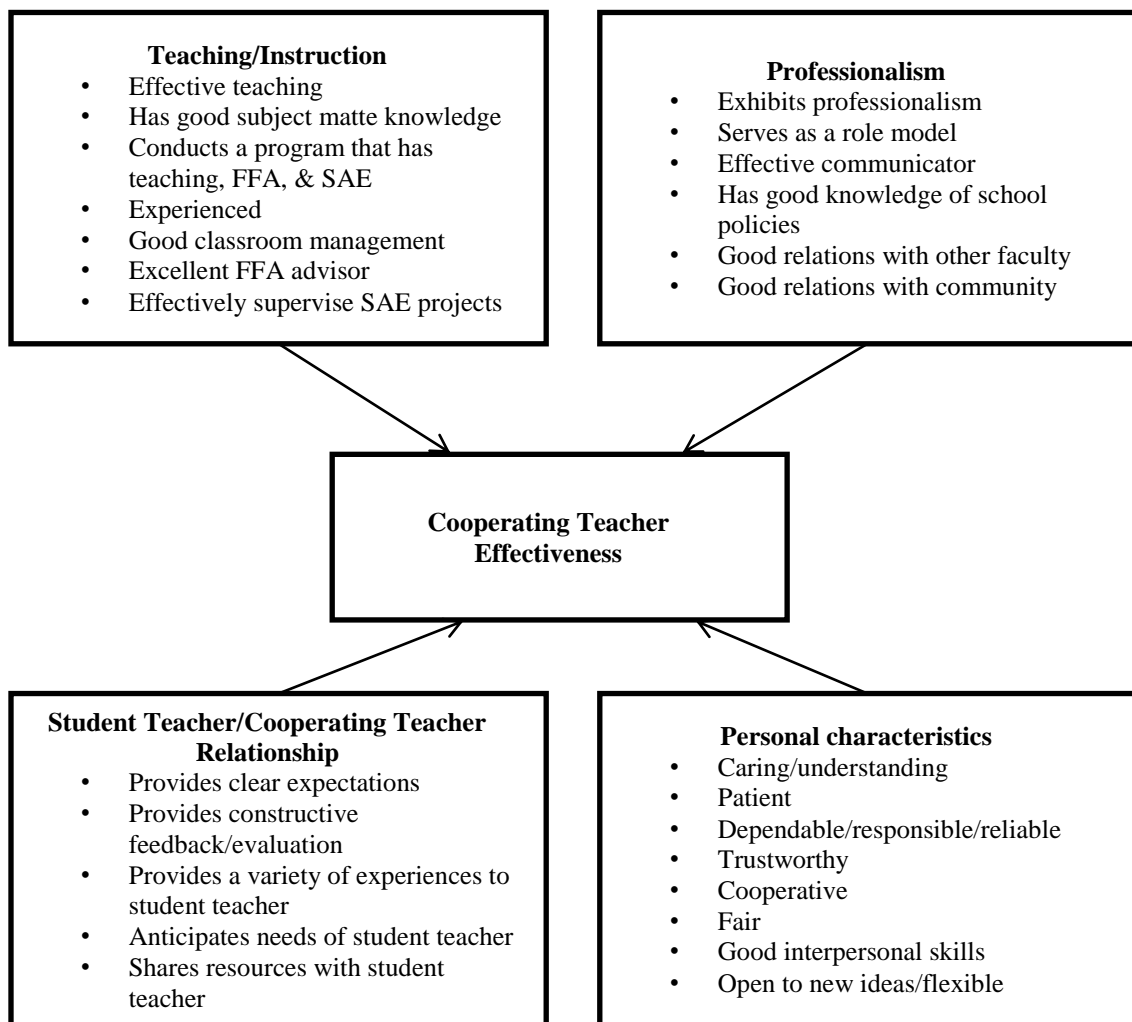 Teaching/Instruction
• Effective teaching
• Has good subject matte knowledge
• Conducts a program that has
teaching, FFA, & SAE
• Experienced
• Good classroom management
• Excellent FFA advisor
• Effectively supervise SAE projects
Professionalism
• Exhibits professionalism
• Serves as a role model
• Effective communicator
• Has good knowledge of school
policies
• Good relations with other faculty
• Good relations with community
Cooperating Teacher
Effectiveness
Student Teacher/Cooperating Teacher
Relationship
• Provides clear expectations
• Provides constructive
feedback/evaluation
• Provides a variety of experiences to
student teacher
• Anticipates needs of student teacher
• Shares resources with student
teacher
Personal characteristics
• Caring/understanding
• Patient
• Dependable/responsible/reliable
• Trustworthy
• Cooperative
• Fair
• Good interpersonal skills
• Open to new ideas/flexible